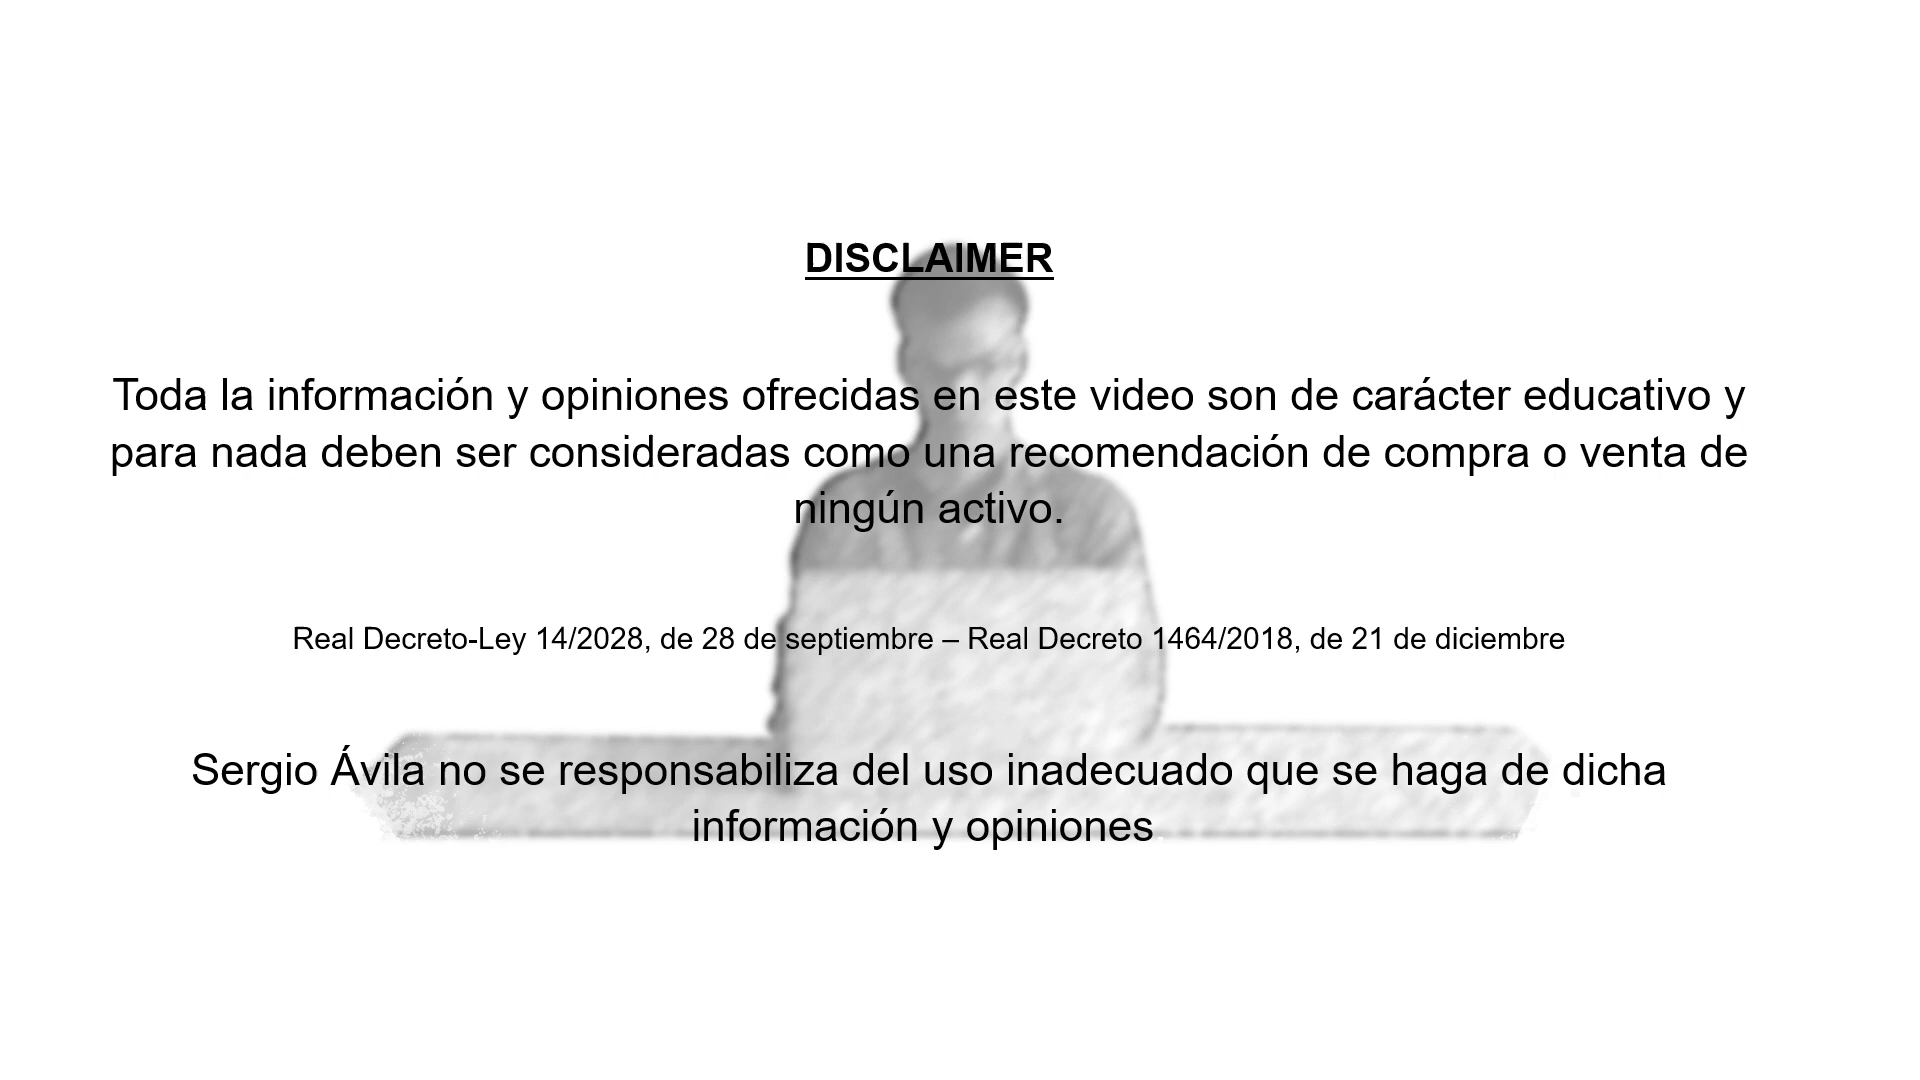 DISCLAIMER
Toda la información y opiniones ofrecidas en este video son de carácter educativo y
para nada deben ser consideradas como una recomendación de compra o venta de
ningún activo.
Real Decreto-Ley 14/2028, de 28 de septiembre – Real Decreto 1464/2018, de 21 de diciembre
Sergio Ávila no se responsabiliza del uso inadecuado que se haga de dicha
información y opiniones